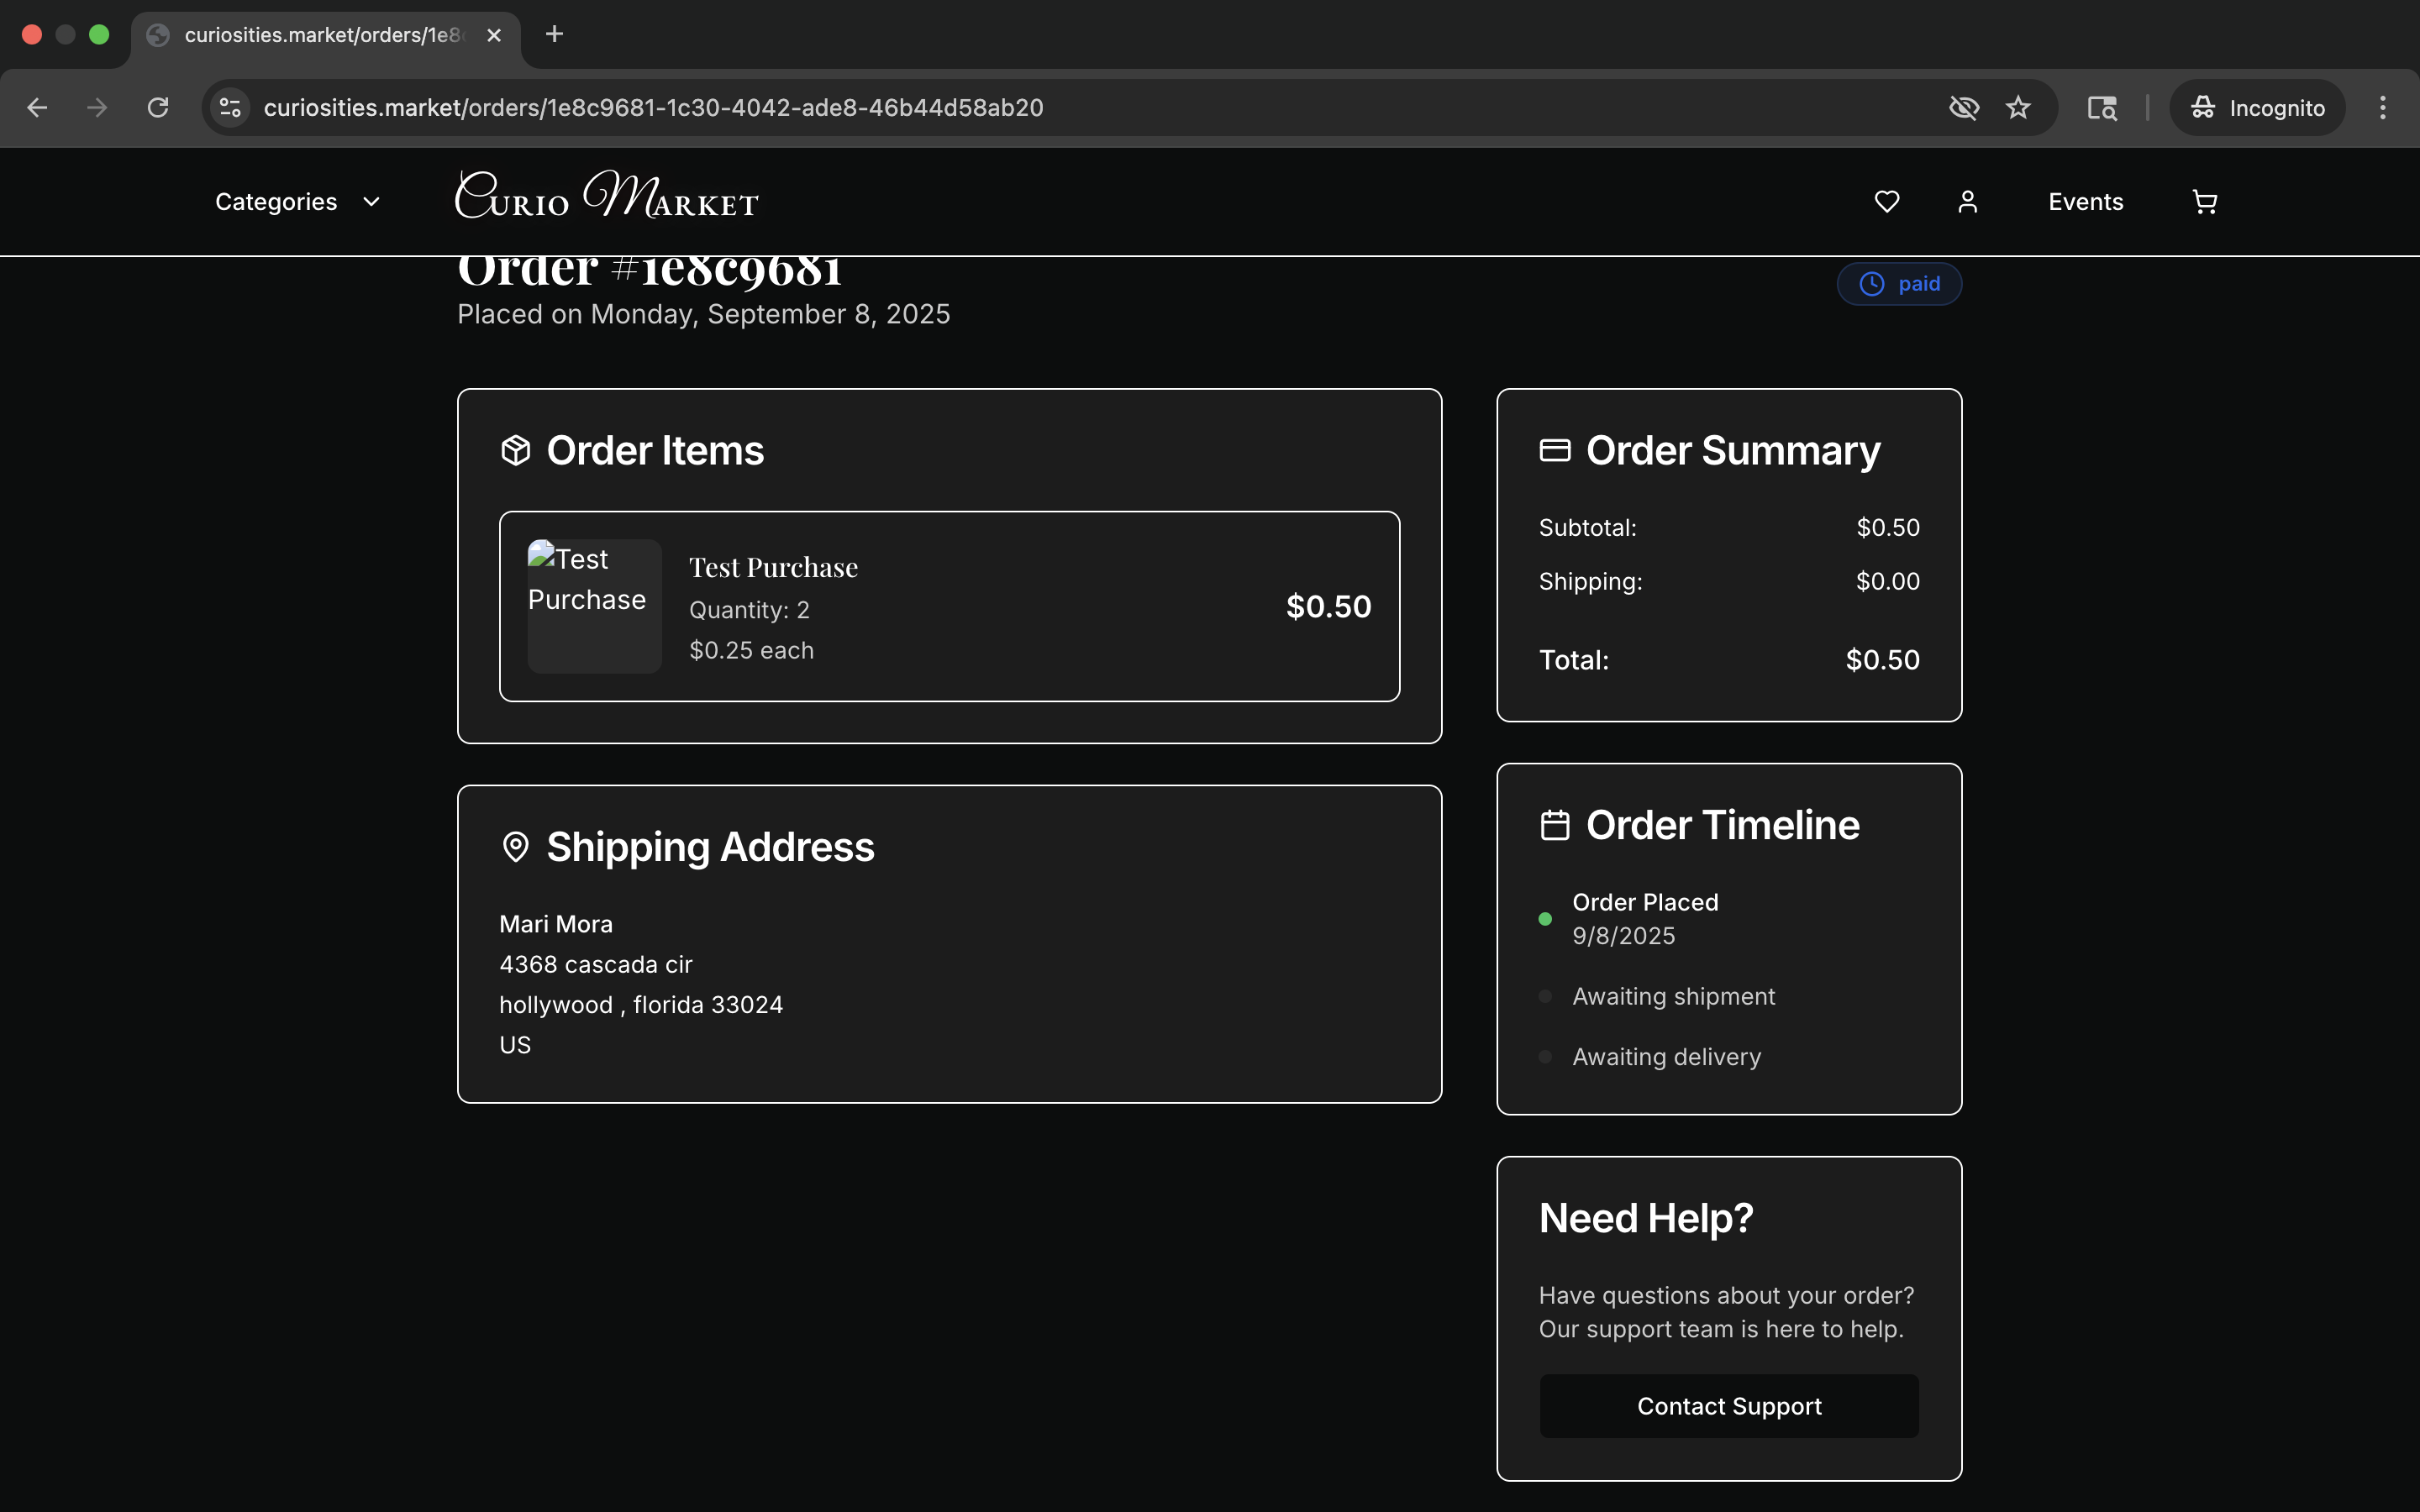 curiosities.market/orders/1e8c
curiosities.market/orders/1e8c9681-1c30-4042-ade8-46b44d58ab20
Incognito
Categories
Curio Market
Events
Order #1e8c9681
paid
Placed on Monday, September 8, 2025
Order Items
Test
Purchase
Test Purchase
Quantity: 2
$0.25 each
$0.50
Shipping Address
Mari Mora
4368 cascada cir
hollywood , florida 33024
US
Order Summary
Subtotal: $0.50
Shipping: $0.00
Total: $0.50
Order Timeline
Order Placed
9/8/2025
Awaiting shipment
Awaiting delivery
Need Help?
Have questions about your order?
Our support team is here to help.
Contact Support